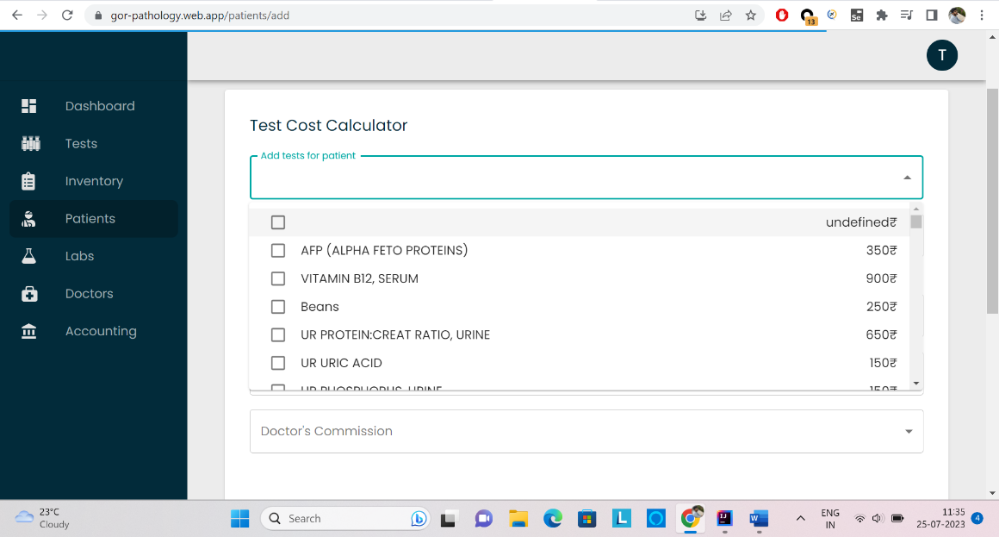 gor-pathology.web.app/patients/add
13
Se
T
Dashboard
Tests
Inventory
Patients
Labs
Doctors
Accounting
Test Cost Calculator
Add tests for patient
undefined₹
AFP (ALPHA FETO PROTEINS) 350₹
VITAMIN B12, SERUM 900₹
Beans 250₹
UR PROTEIN:CREAT RATIO, URINE 650₹
UR URIC ACID 150₹
UR PHOSPHORUS, URINE 150₹
Doctor's Commission
23°C
Cloudy
Search
L
IJ
W
ENG
IN
11:35
25-07-2023
4